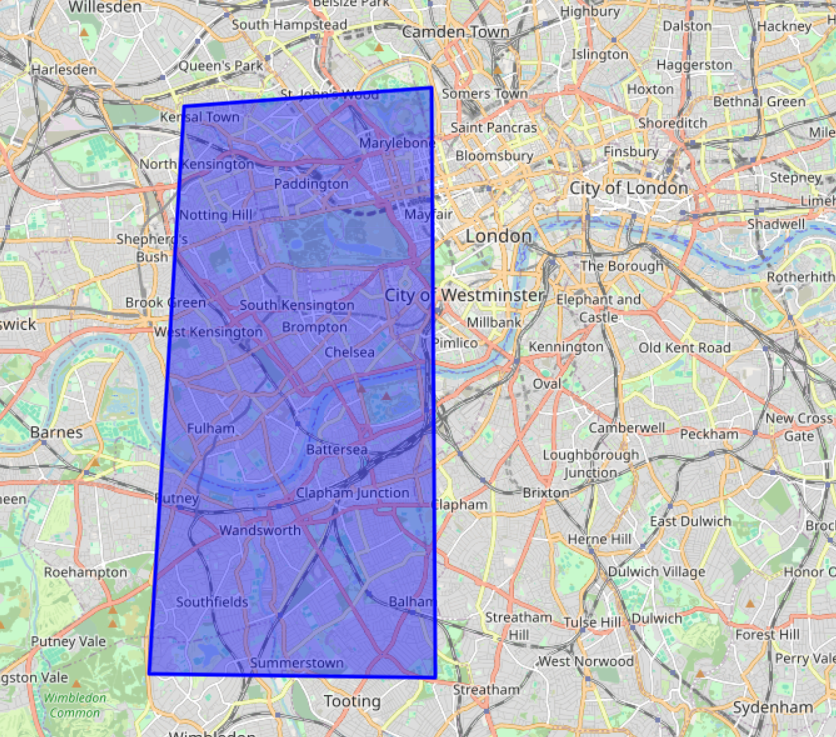 Willesden
Belsize Park
Highbury
South Hampstead
Camden Town
Dalston
Hackney
Islington
Harlesden
Queen's Park
Haggerston
St. John's Wood
Somers Town
Hoxton
Bethnal Green
Kensal Town
Saint Pancras
Shoreditch
Mile
Marylebone
Bloomsbury
Finsbury
North Kensington
Paddington
City of London
Stepney
Notting Hill
Mayfair
Limeh
Shepherd's
Bush
London
Shadwell
The Borough
Rotherhith
Brook Green
South Kensington
City of Westminster
Elephant and
Castle
swick
West Kensington
Brompton
Millbank
Chelsea
Pimlico
Kennington
Old Kent Road
Oval
Barnes
Fulham
Camberwell
Peckham
New Cross
Gate
Battersea
Loughborough
Junction
een
Putney
Clapham Junction
Clapham
Brixton
Wandsworth
East Dulwich
Broc
Herne Hill
Roehampton
Dulwich Village
Honor O
Southfields
Balham
Streatham
Hill
Tulse Hill
Dulwich
Putney Vale
Forest Hill
Summerstown
West Norwood
Perry Vale
gston Vale
Streatham
Wimbledon
Common
Tooting
Sydenham
Wimbledon